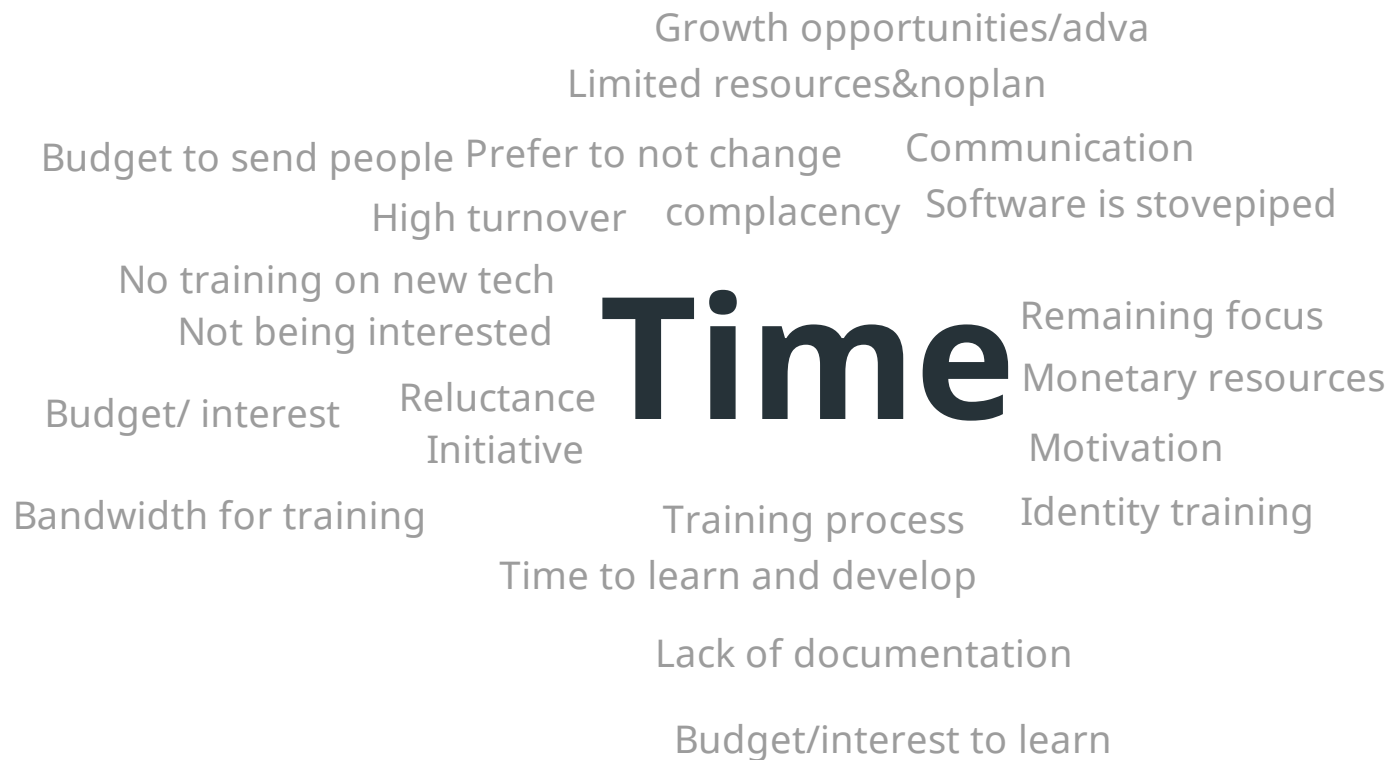 Growth opportunities/adva
Limited resources&noplan
Budget to send people
Prefer to not change
Communication
High turnover
complacency
Software is stovepiped
No training on new tech
Not being interested
Time
Remaining focus
Monetary resources
Budget/ interest
Reluctance
Initiative
Motivation
Bandwidth for training
Training process
Identity training
Time to learn and develop
Lack of documentation
Budget/interest to learn